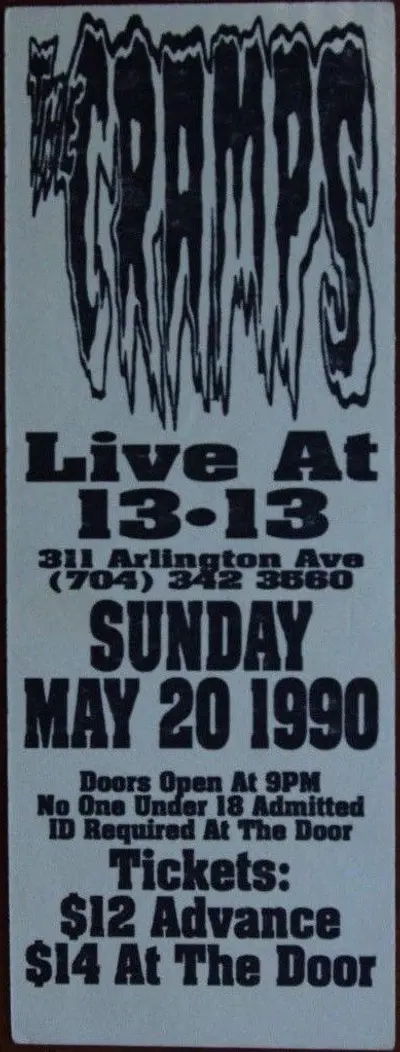 THE CRAMPS
Live At
13•13
311 Arlington Ave
(704) 342 3560
SUNDAY
MAY 20 1990
Doors Open At 9PM
No One Under 18 Admitted
ID Required At The Door
Tickets:
$12 Advance
$14 At The Door